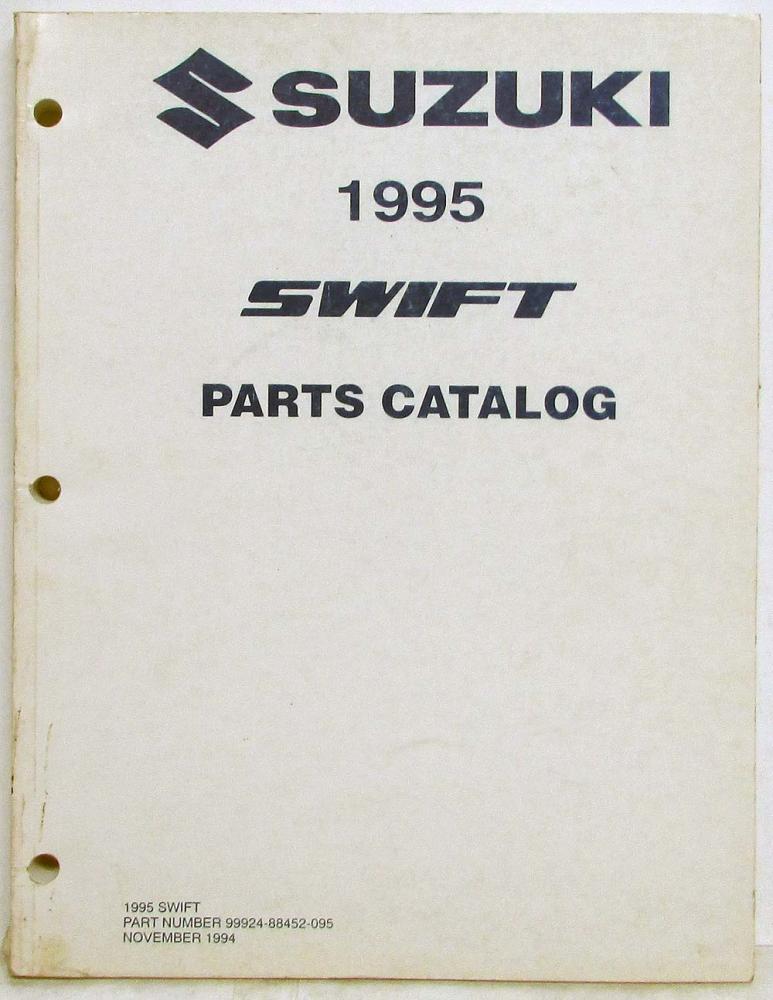 SUZUKI
1995
SWIFT
PARTS CATALOG
1995 SWIFT
PART NUMBER 99924-88452-095
NOVEMBER 1994